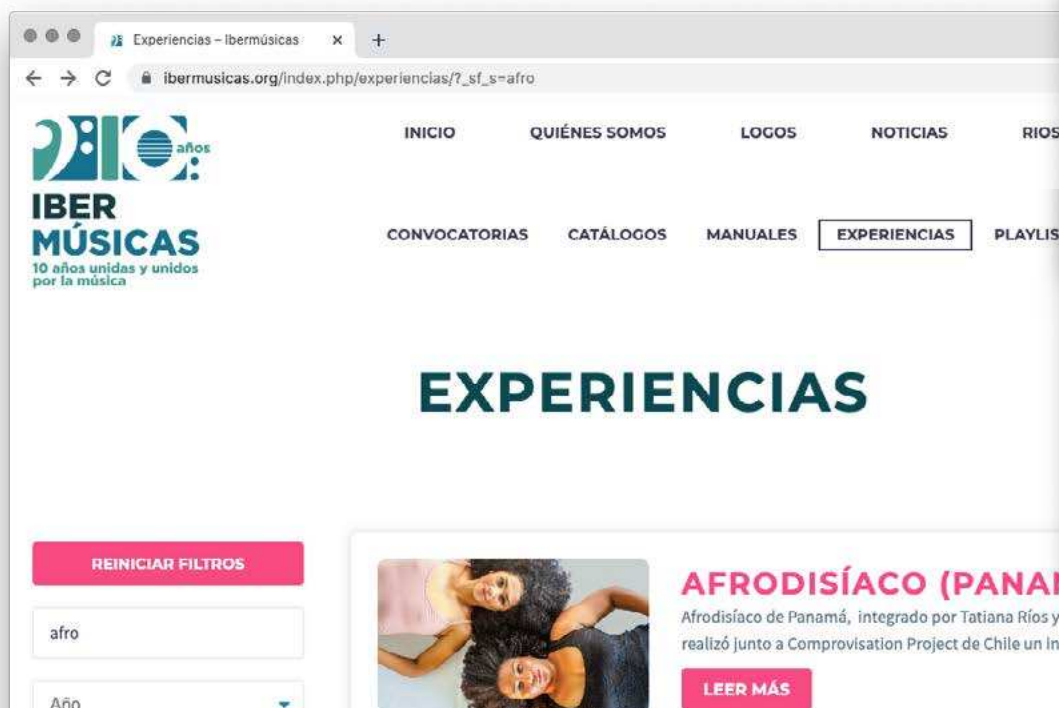 Experiencias – Ibermúsicas
ibermusicas.org/index.php/experiencias/?_sf_s=afro
años
IBER
MÚSICAS
10 años unidas y unidos
por la música
INICIO QUIÉNES SOMOS LOGOS NOTICIAS RIOS
CONVOCATORIAS CATÁLOGOS MANUALES EXPERIENCIAS PLAYLIS
EXPERIENCIAS
REINICIAR FILTROS
afro
Año
AFRODISÍACO (PANA
Afrodisíaco de Panamá, integrado por Tatiana Ríos y
realizó junto a Comprovisation Project de Chile un in
LEER MÁS